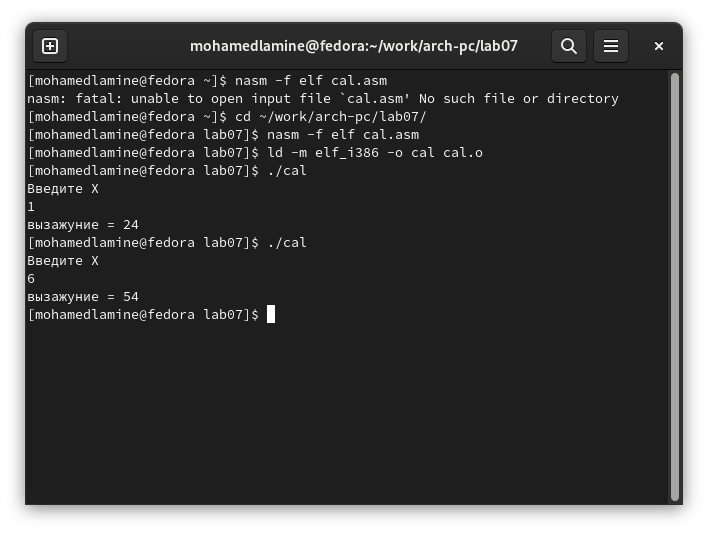 mohamedlamine@fedora:~/work/arch-pc/lab07
[mohamedlamine@fedora ~]$ nasm -f elf cal.asm
nasm: fatal: unable to open input file `cal.asm' No such file or directory
[mohamedlamine@fedora ~]$ cd ~/work/arch-pc/lab07/
[mohamedlamine@fedora lab07]$ nasm -f elf cal.asm
[mohamedlamine@fedora lab07]$ ld -m elf_i386 -o cal cal.o
[mohamedlamine@fedora lab07]$ ./cal
Введите X
1
вызажуние = 24
[mohamedlamine@fedora lab07]$ ./cal
Введите X
6
вызажуние = 54
[mohamedlamine@fedora lab07]$